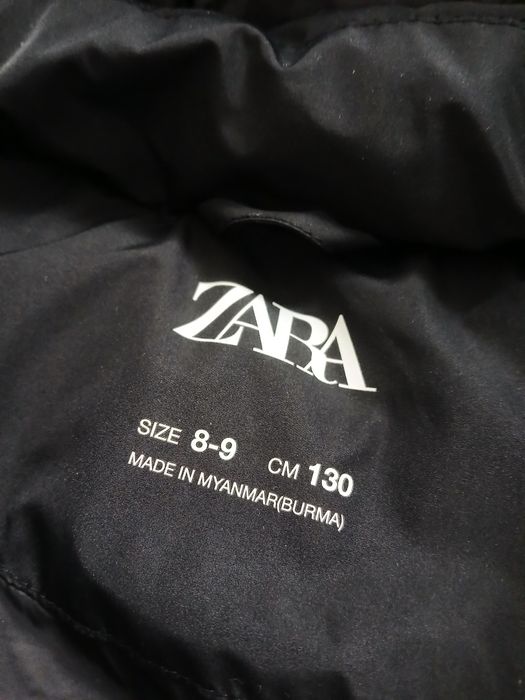 ZARA
SIZE 8-9 CM 130
MADE IN MYANMAR(BURMA)